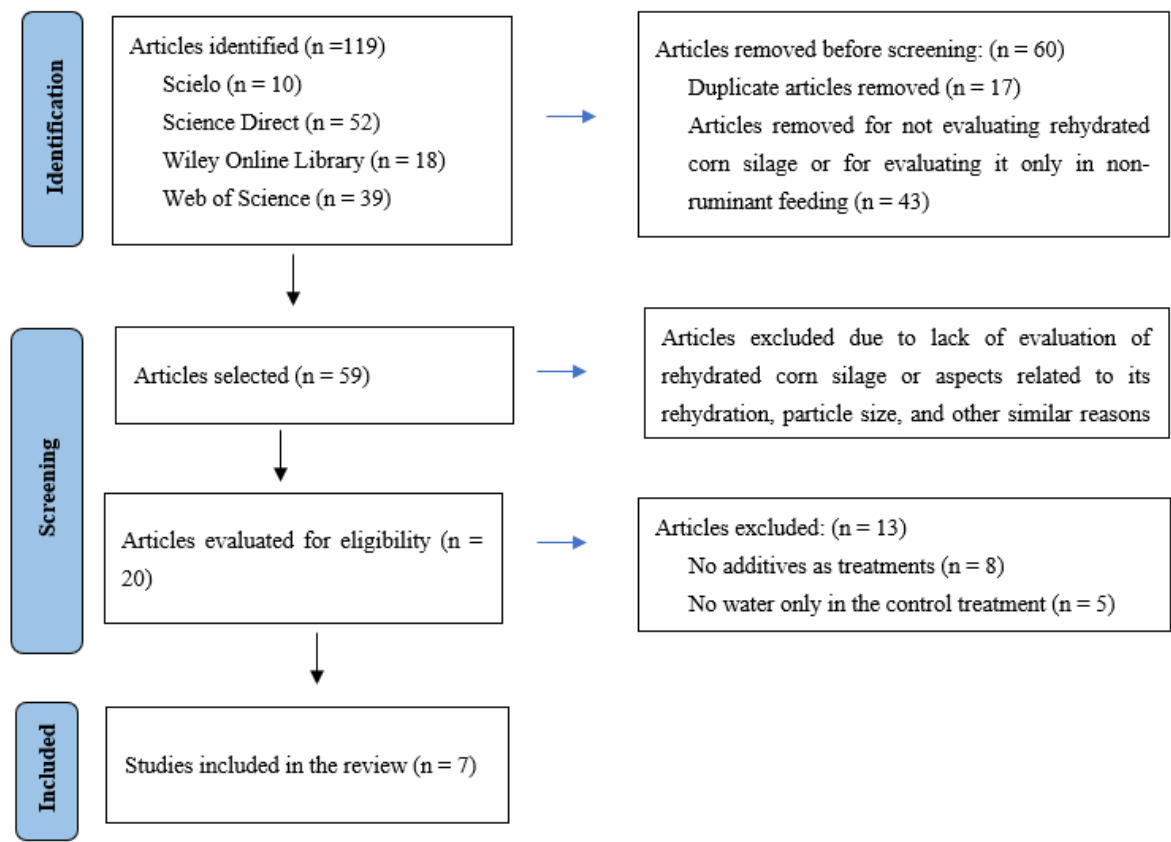 Identification
Articles identified (n =119)
Scielo (n = 10)
Science Direct (n = 52)
Wiley Online Library (n = 18)
Web of Science (n = 39)
Articles removed before screening: (n = 60)
Duplicate articles removed (n = 17)
Articles removed for not evaluating rehydrated
corn silage or for evaluating it only in non-
ruminant feeding (n = 43)
Screening
Articles selected (n = 59)
Articles excluded due to lack of evaluation of
rehydrated corn silage or aspects related to its
rehydration, particle size, and other similar reasons
Articles evaluated for eligibility (n =
20)
Articles excluded: (n = 13)
No additives as treatments (n = 8)
No water only in the control treatment (n = 5)
Included
Studies included in the review (n = 7)